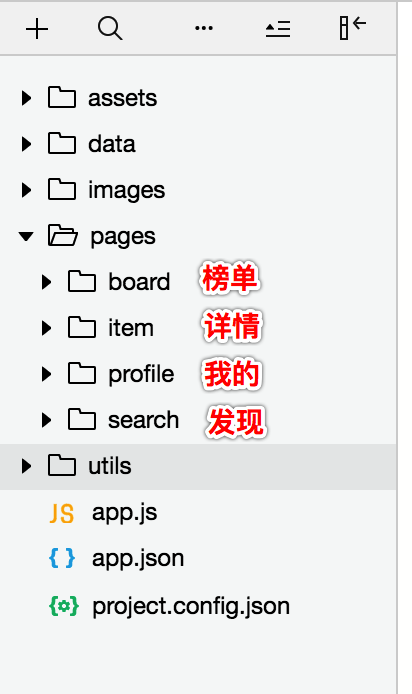 assets
data
images
pages
board 榜单
item 详情
profile 我的
search 发现
utils
JS app.js
{ } app.json
project.config.json